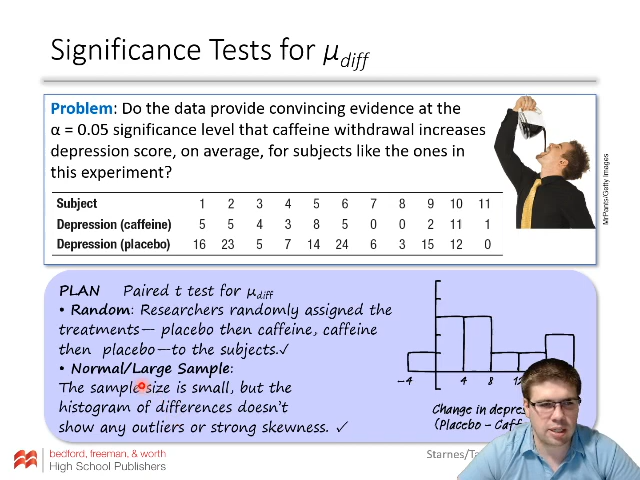 Significance Tests for μdiff
Problem: Do the data provide convincing evidence at the
α = 0.05 significance level that caffeine withdrawal increases
depression score, on average, for subjects like the ones in
this experiment?
MrPants/Getty Images
Subject 1 2 3 4 5 6 7 8 9 10 11
Depression (caffeine) 5 5 4 3 8 5 0 0 2 11 1
Depression (placebo) 16 23 5 7 14 24 6 3 15 12 0
PLAN Paired t test for μdiff
• Random: Researchers randomly assigned the
treatments— placebo then caffeine, caffeine
then placebo—to the subjects.✓
• Normal/Large Sample:
The sample size is small, but the
histogram of differences doesn't
show any outliers or strong skewness. ✓
−4 4 8
Change in
(Placebo −
bedford, freeman, & worth
High School Publishers